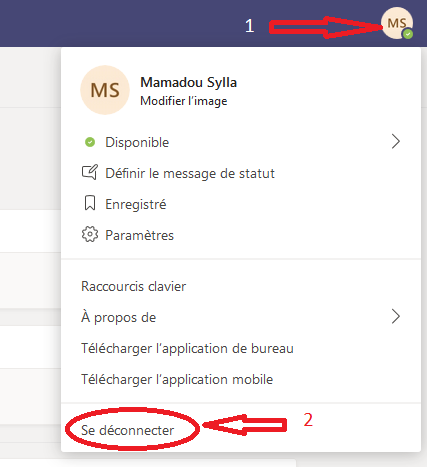 1
MS
MS
Mamadou Sylla
Modifier l'image
Disponible
Définir le message de statut
Enregistré
Paramètres
Raccourcis clavier
À propos de
Télécharger l'application de bureau
Télécharger l'application mobile
Se déconnecter
2